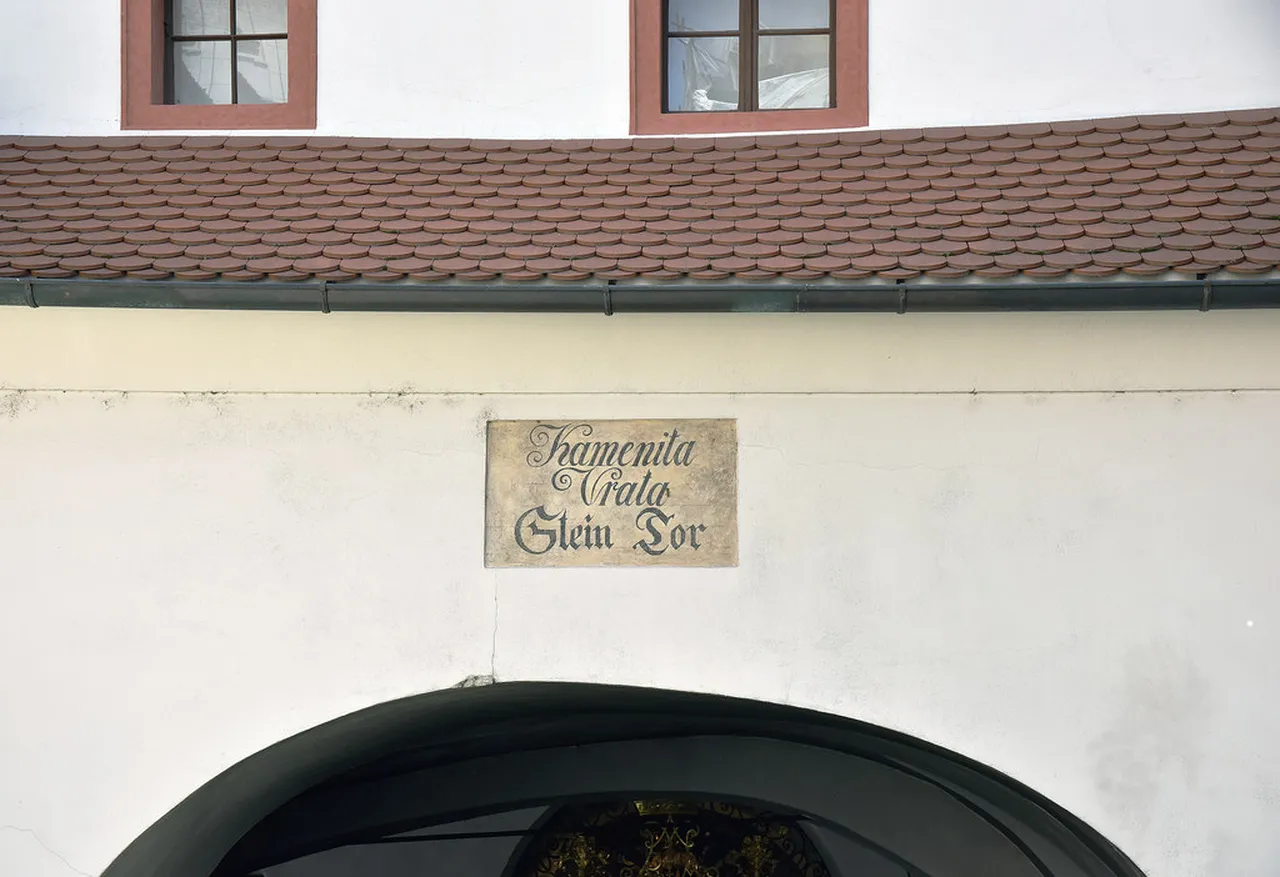 Kamenita
Vrata
Stein Tor